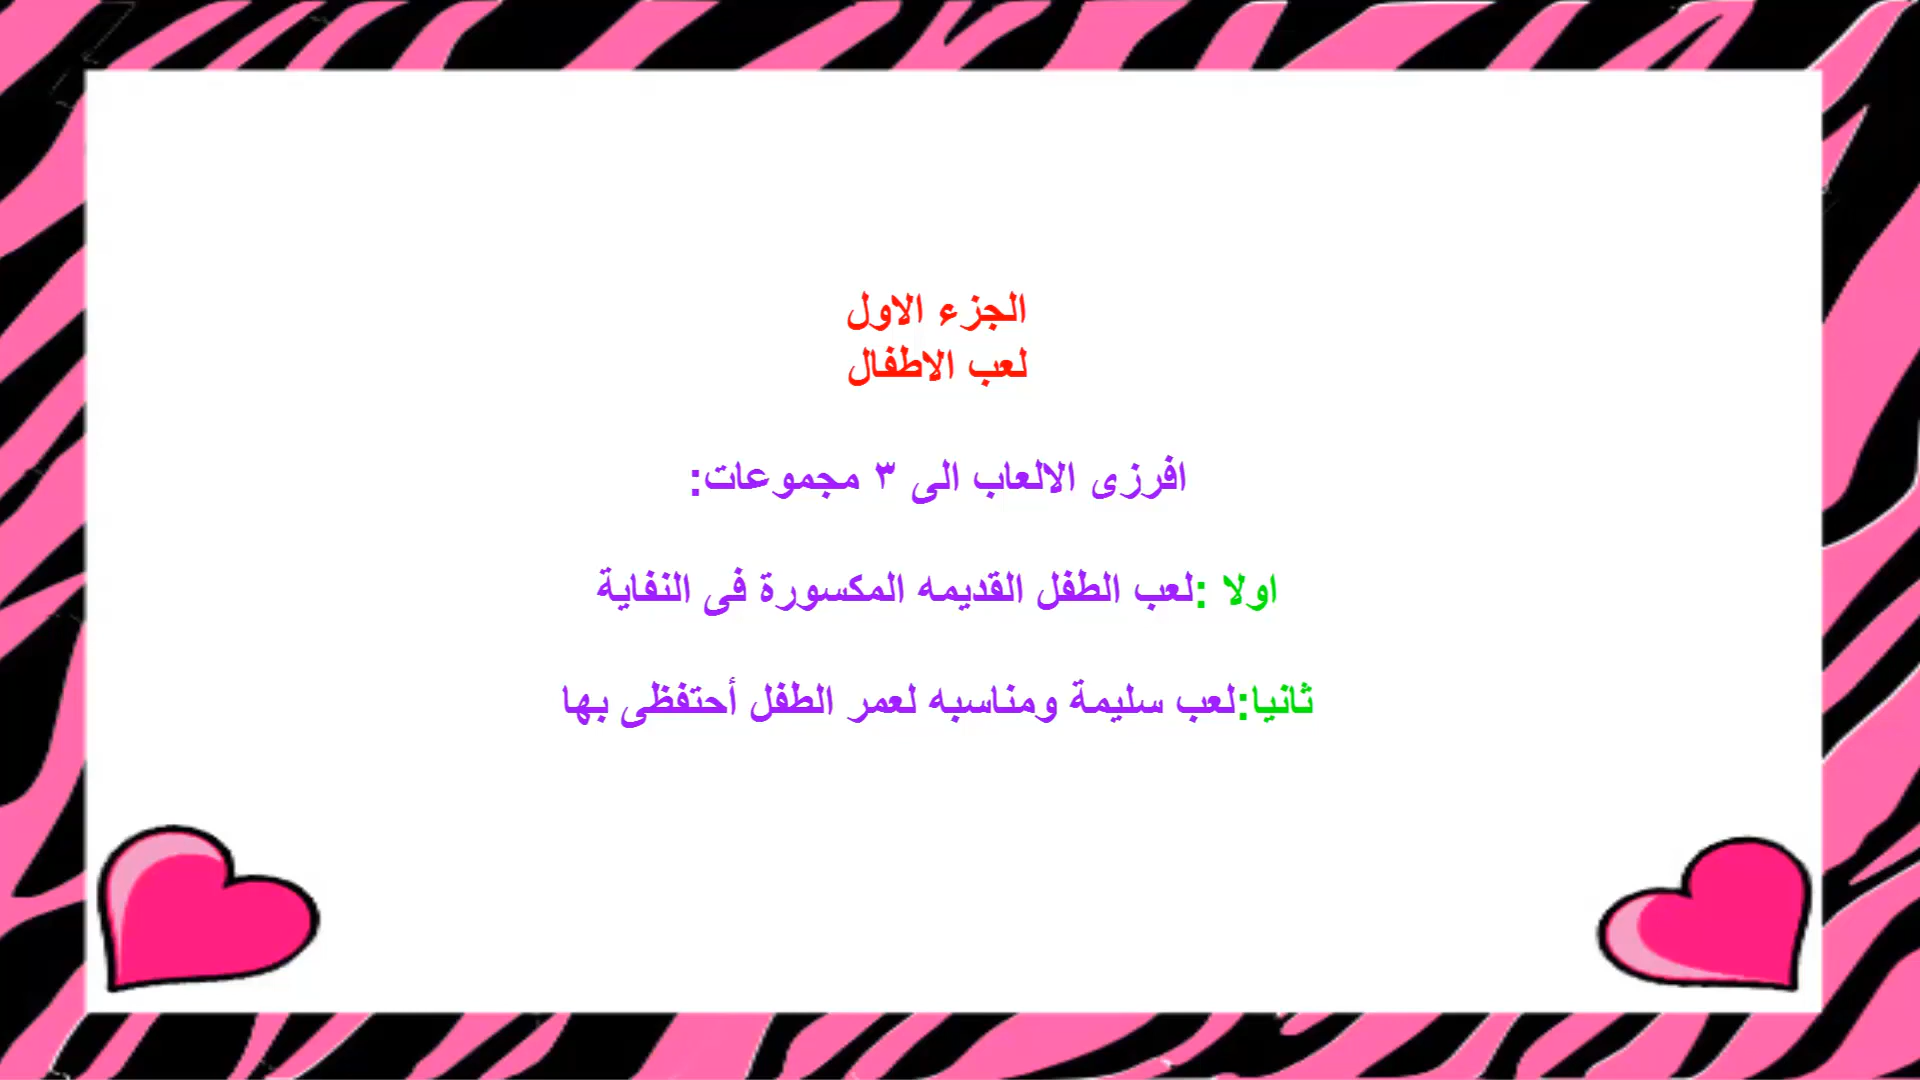 الجزء الاول
لعب الاطفال
افرزى الالعاب الى ٣ مجموعات:
اولا :لعب الطفل القديمه المكسورة فى النفاية
ثانيا:لعب سليمة ومناسبه لعمر الطفل أحتفظى بها